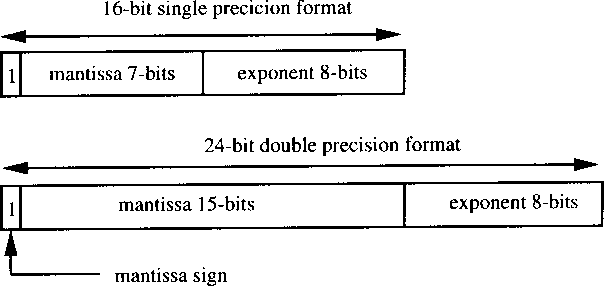 16-bit single precicion format
1 mantissa 7-bits exponent 8-bits
24-bit double precision format
1 mantissa 15-bits exponent 8-bits
mantissa sign